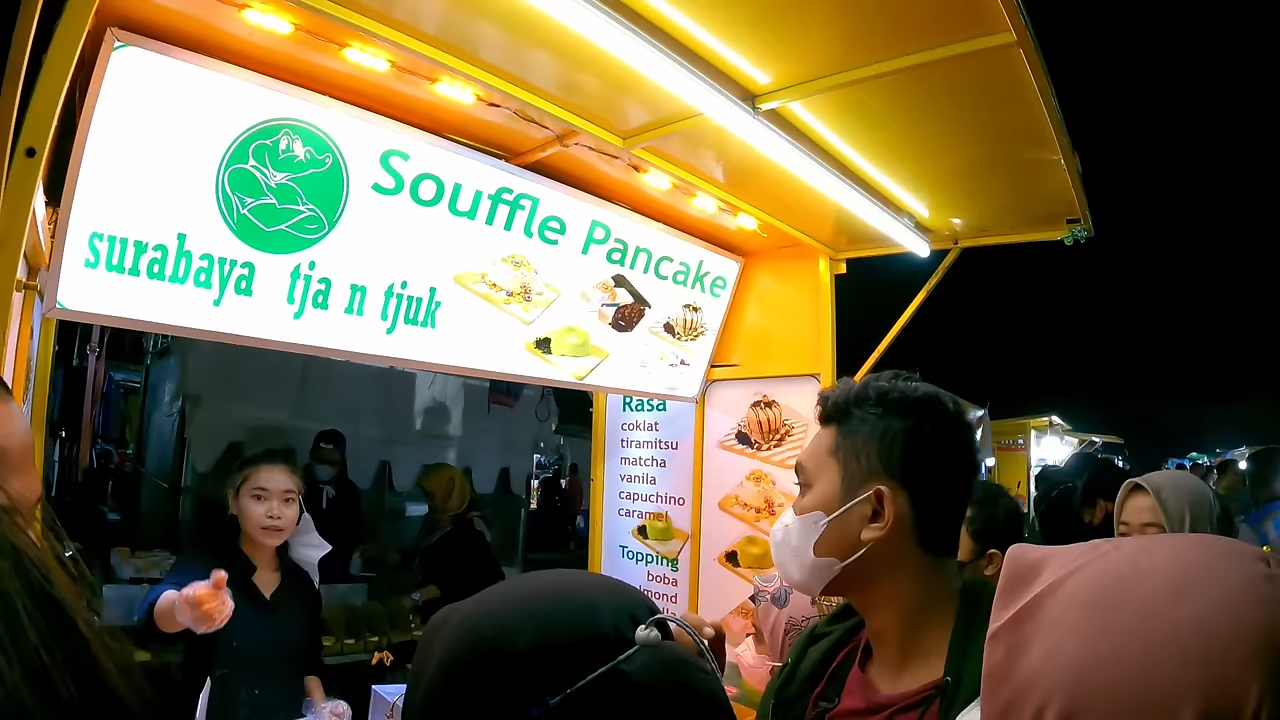 Souffle Pancake
surabaya tja n tjuk
Rasa
coklat
tiramitsu
matcha
vanila
capuchino
caramel
Topping
boba